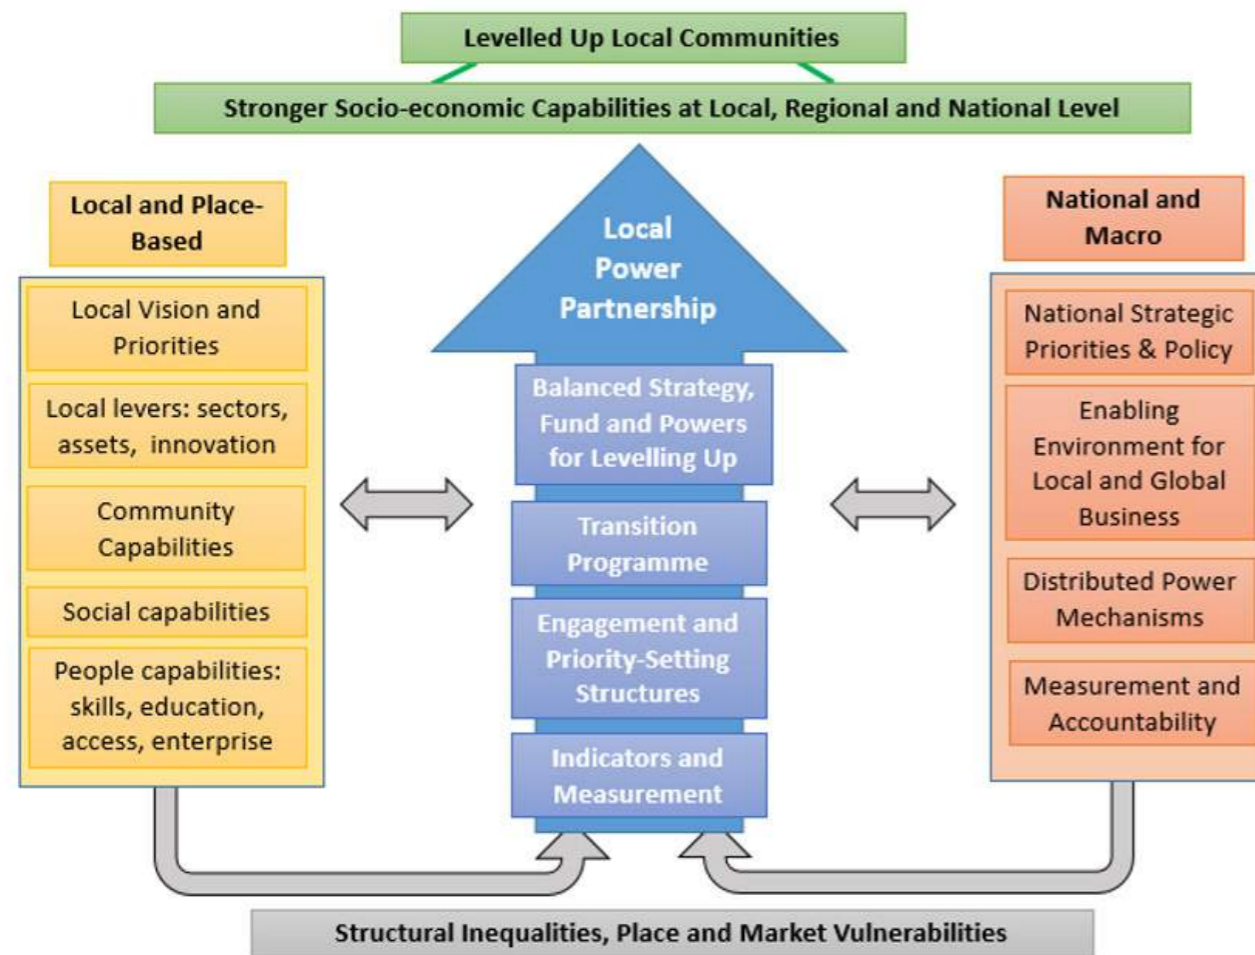 Levelled Up Local Communities
Stronger Socio-economic Capabilities at Local, Regional and National Level
Local and Place-
Based
Local Vision and
Priorities
Local levers: sectors,
assets, innovation
Community
Capabilities
Social capabilities
People capabilities:
skills, education,
access, enterprise
Local
Power
Partnership
Balanced Strategy,
Fund and Powers
for Levelling Up
Transition
Programme
Engagement and
Priority-Setting
Structures
Indicators and
Measurement
National and
Macro
National Strategic
Priorities & Policy
Enabling
Environment for
Local and Global
Business
Distributed Power
Mechanisms
Measurement and
Accountability
Structural Inequalities, Place and Market Vulnerabilities